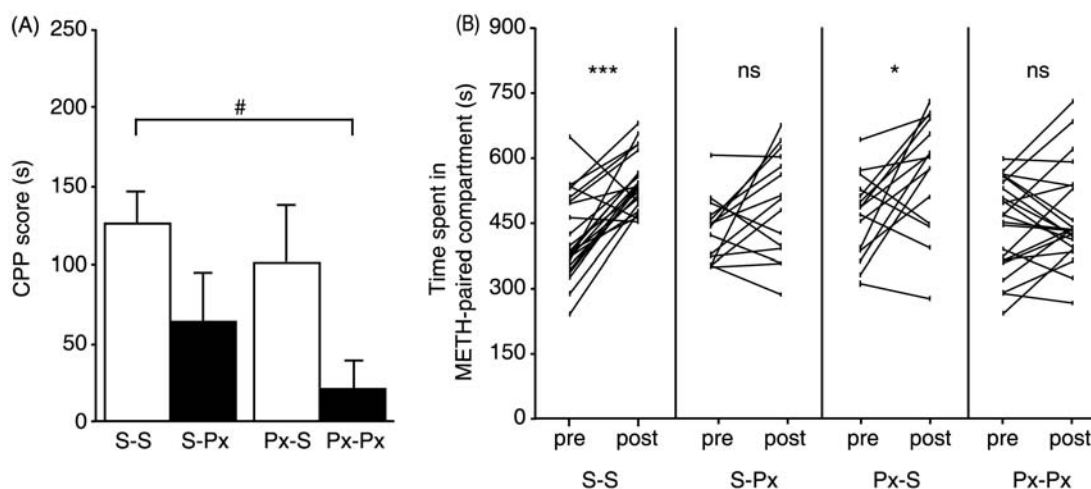 (A)
CPP score (s)
250
200
150
100
50
0
#
S-S S-Px Px-S Px-Px
(B)
Time spent in
METH-paired compartment (s)
900
750
600
450
300
150
0
*** ns * ns
pre post pre post pre post pre post
S-S S-Px Px-S Px-Px